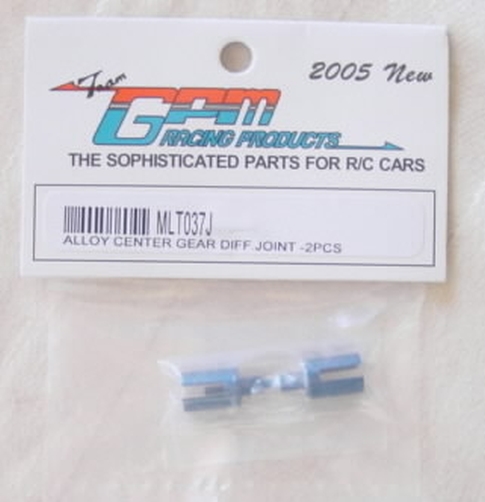 2005 New
Team
GPM
RACING PRODUCTS
THE SOPHISTICATED PARTS FOR R/C CARS
MLT037J
ALLOY CENTER GEAR DIFF.JOINT -2PCS